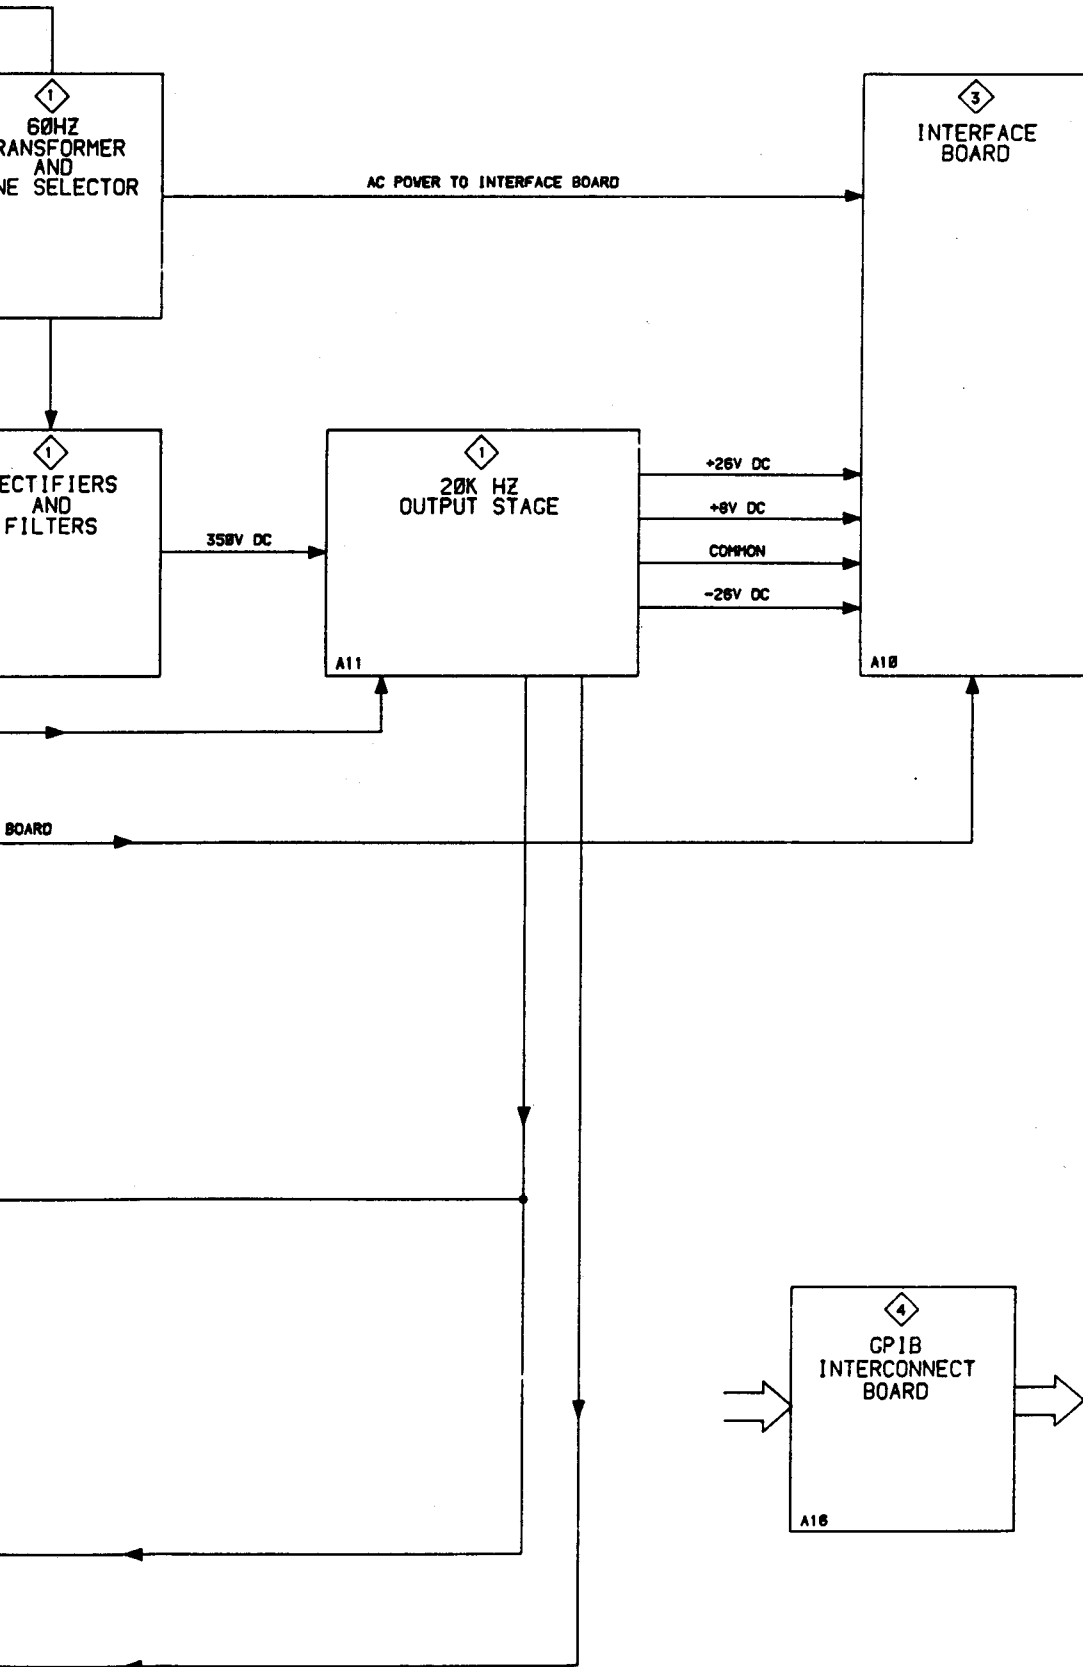 1
60HZ
RANSFORMER
AND
NE SELECTOR
AC POWER TO INTERFACE BOARD
3
INTERFACE
BOARD
1
ECTIFIERS
AND
FILTERS
350V DC
1
20K HZ
OUTPUT STAGE
A11
+26V DC
+8V DC
COMMON
-26V DC
A10
BOARD
4
GPIB
INTERCONNECT
BOARD
A16